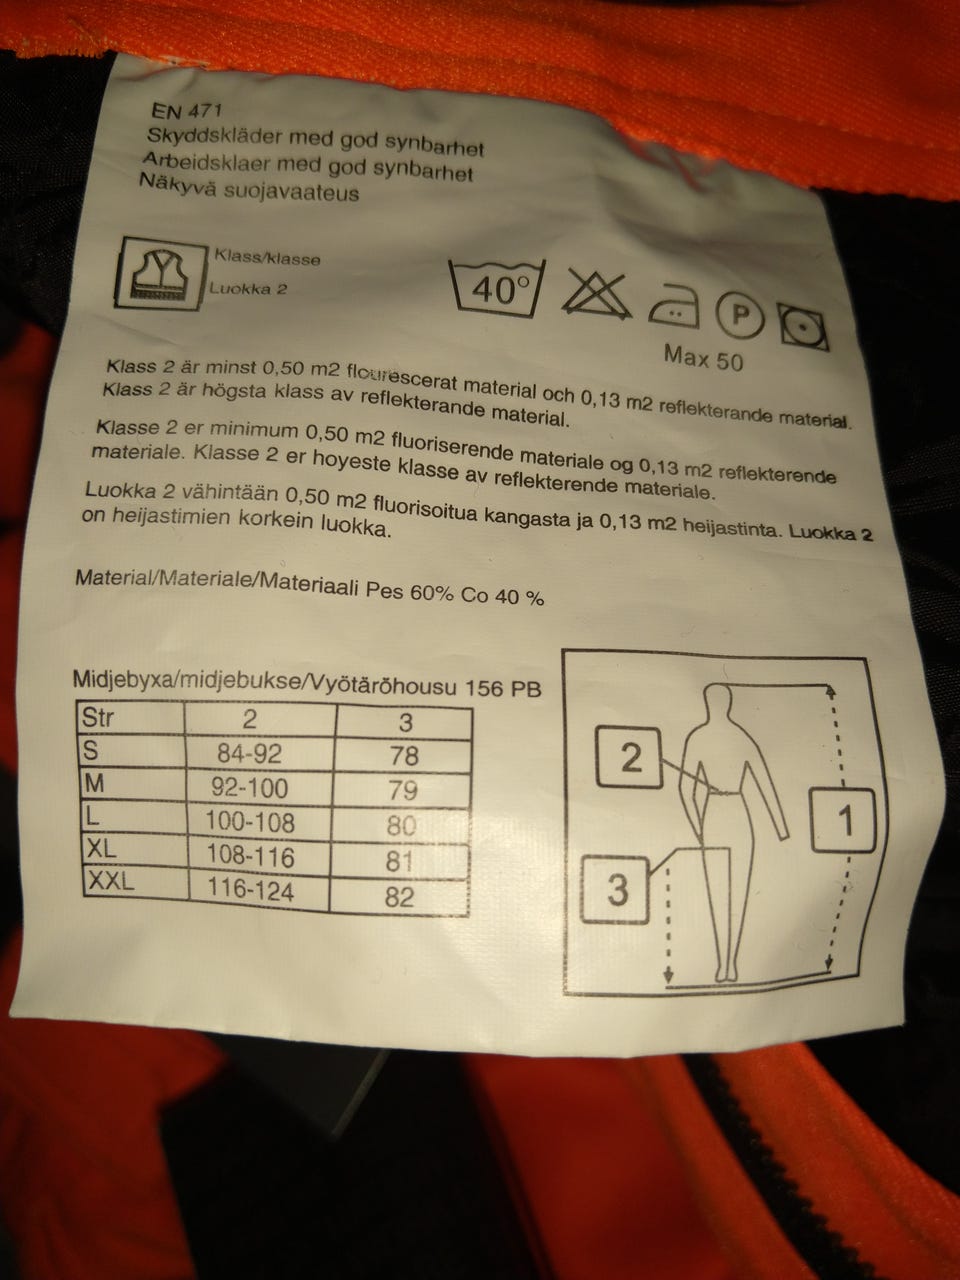 EN 471
Skyddskläder med god synbarhet
Arbeidsklaer med god synbarhet
Näkyvä suojavaateus
Klass/klasse
Luokka 2
40°
P
Max 50
Klass 2 är minst 0,50 m2 flourescerat material och 0,13 m2 reflekterande material.
Klass 2 är högsta klass av reflekterande material.
Klasse 2 er minimum 0,50 m2 fluoriserende materiale og 0,13 m2 reflekterende
materiale. Klasse 2 er hoyeste klasse av reflekterende materiale.
Luokka 2 vähintään 0,50 m2 fluorisoitua kangasta ja 0,13 m2 heijastinta. Luokka 2
on heijastimien korkein luokka.
Material/Materiale/Materiaali Pes 60% Co 40 %
Midjebyxa/midjebukse/Vyötäröhousu 156 PB
Str 2 3
S 84-92 78
M 92-100 79
L 100-108 80
XL 108-116 81
XXL 116-124 82
2
1
3